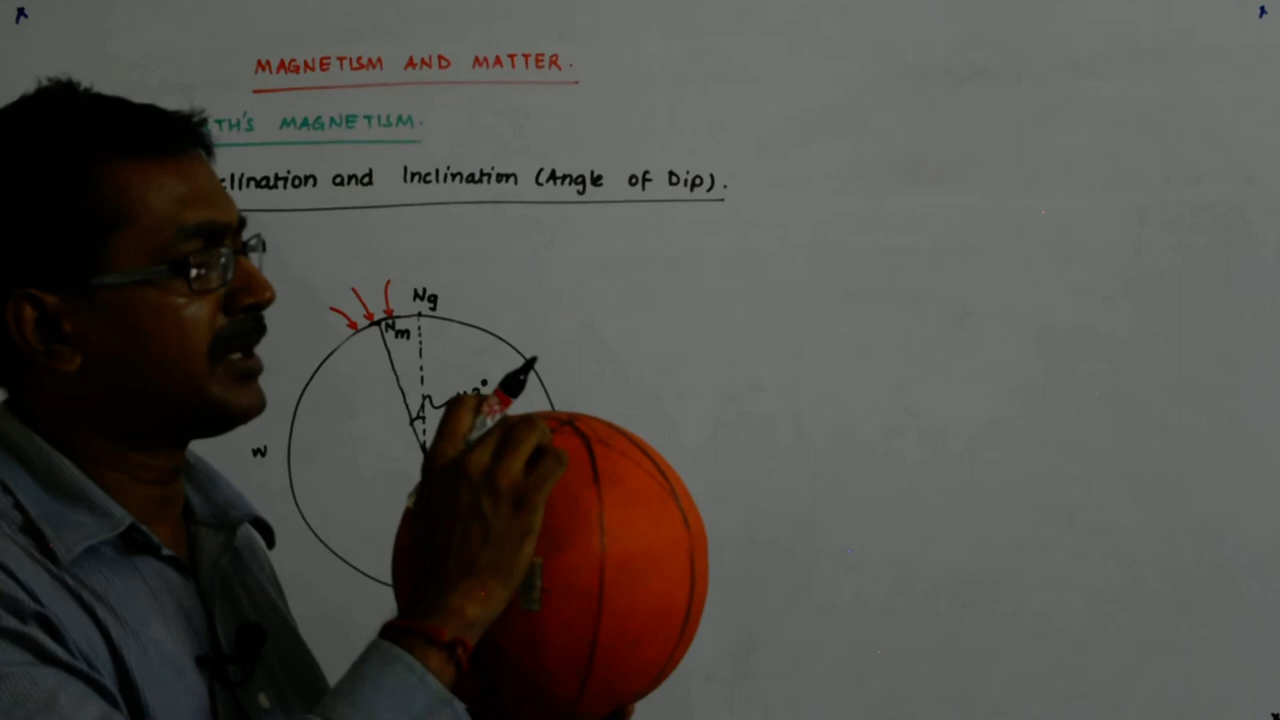 MAGNETISM AND MATTER.
TH'S MAGNETISM.
clination and Inclination (Angle of Dip).
Ng
Nm
W